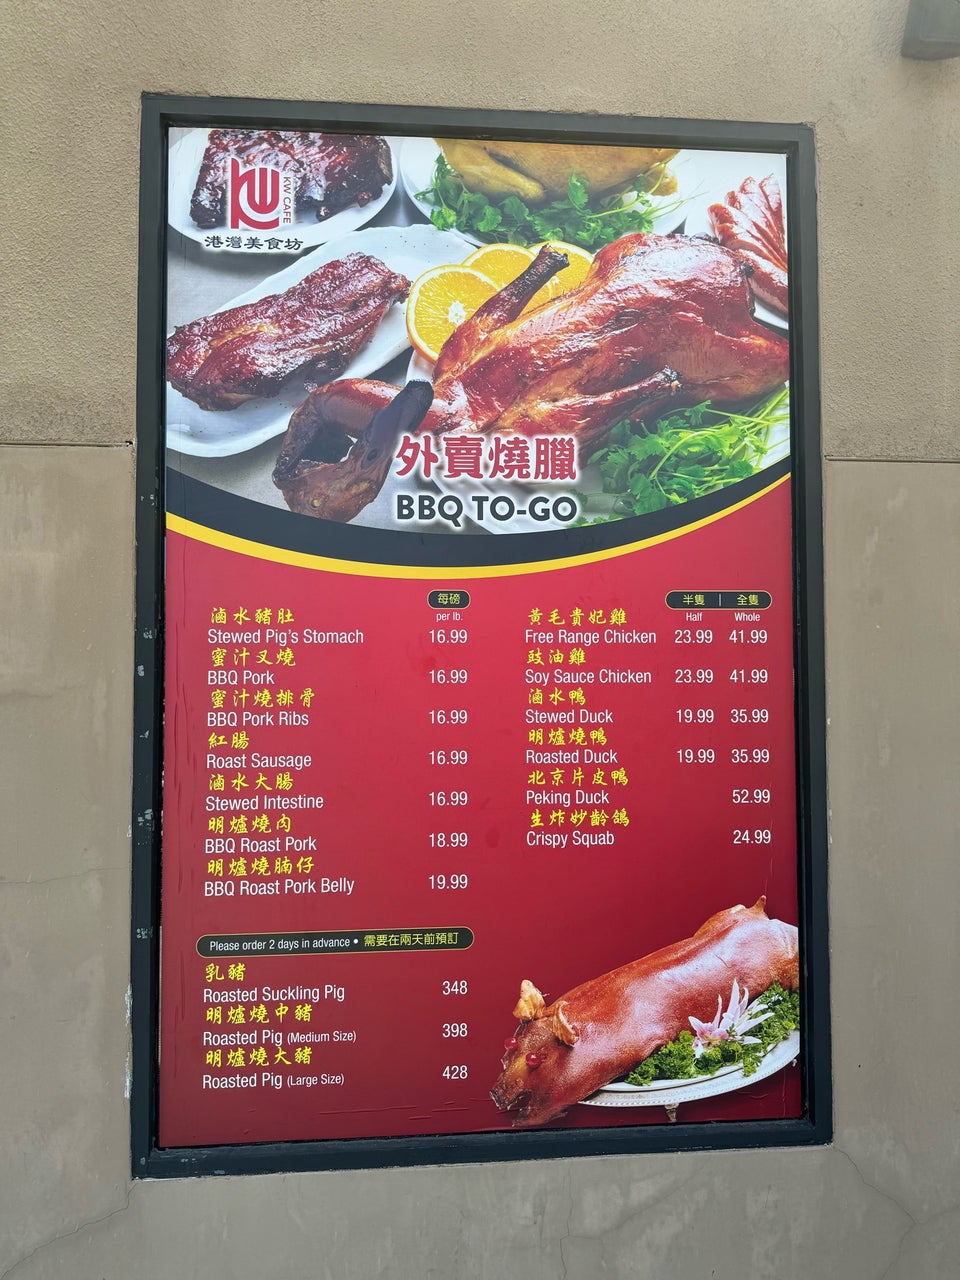 KW CAFE
港灣美食坊
外賣燒臘
BBQ TO-GO
每磅
per lb.
滷水豬肚
Stewed Pig's Stomach 16.99
蜜汁叉燒
BBQ Pork 16.99
蜜汁燒排骨
BBQ Pork Ribs 16.99
紅腸
Roast Sausage 16.99
滷水大腸
Stewed Intestine 16.99
明爐燒肉
BBQ Roast Pork 18.99
明爐燒腩仔
BBQ Roast Pork Belly 19.99
半隻 | 全隻
Half Whole
黃毛貴妃雞
Free Range Chicken 23.99 41.99
豉油雞
Soy Sauce Chicken 23.99 41.99
滷水鴨
Stewed Duck 19.99 35.99
明爐燒鴨
Roasted Duck 19.99 35.99
北京片皮鴨
Peking Duck 52.99
生炸妙齡鴿
Crispy Squab 24.99
Please order 2 days in advance • 需要在兩天前預訂
乳豬
Roasted Suckling Pig 348
明爐燒中豬
Roasted Pig (Medium Size) 398
明爐燒大豬
Roasted Pig (Large Size) 428